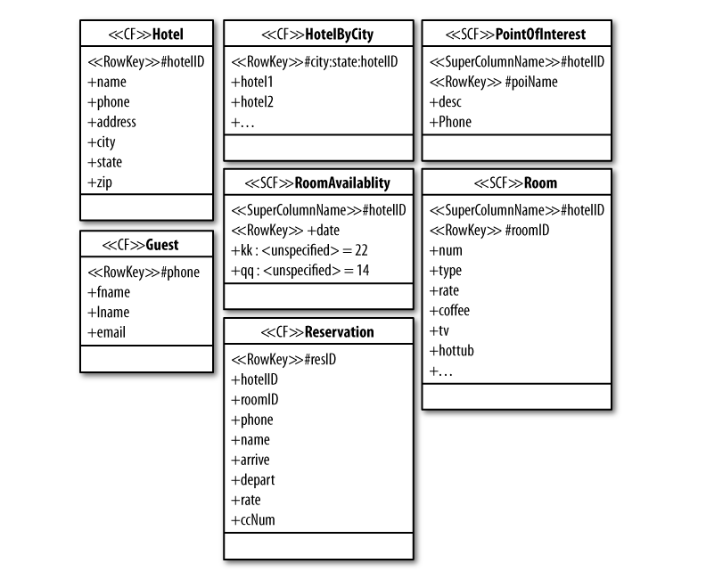 <<CF>>Hotel
<<RowKey>>#hotelID
+name
+phone
+address
+city
+state
+zip
<<CF>>HotelByCity
<<RowKey>>#city:state:hotelID
+hotel1
+hotel2
+...
<<SCF>>PointOfInterest
<<SuperColumnName>>#hotelID
<<RowKey>> #poiName
+desc
+Phone
<<CF>>Guest
<<RowKey>>#phone
+fname
+lname
+email
<<SCF>>RoomAvailablity
<<SuperColumnName>>#hotelID
<<RowKey>> +date
+kk : <unspecified> = 22
+qq : <unspecified> = 14
<<SCF>>Room
<<SuperColumnName>>#hotelID
<<RowKey>> #roomID
+num
+type
+rate
+coffee
+tv
+hottub
+...
<<CF>>Reservation
<<RowKey>>#resID
+hotelID
+roomID
+phone
+name
+arrive
+depart
+rate
+ccNum